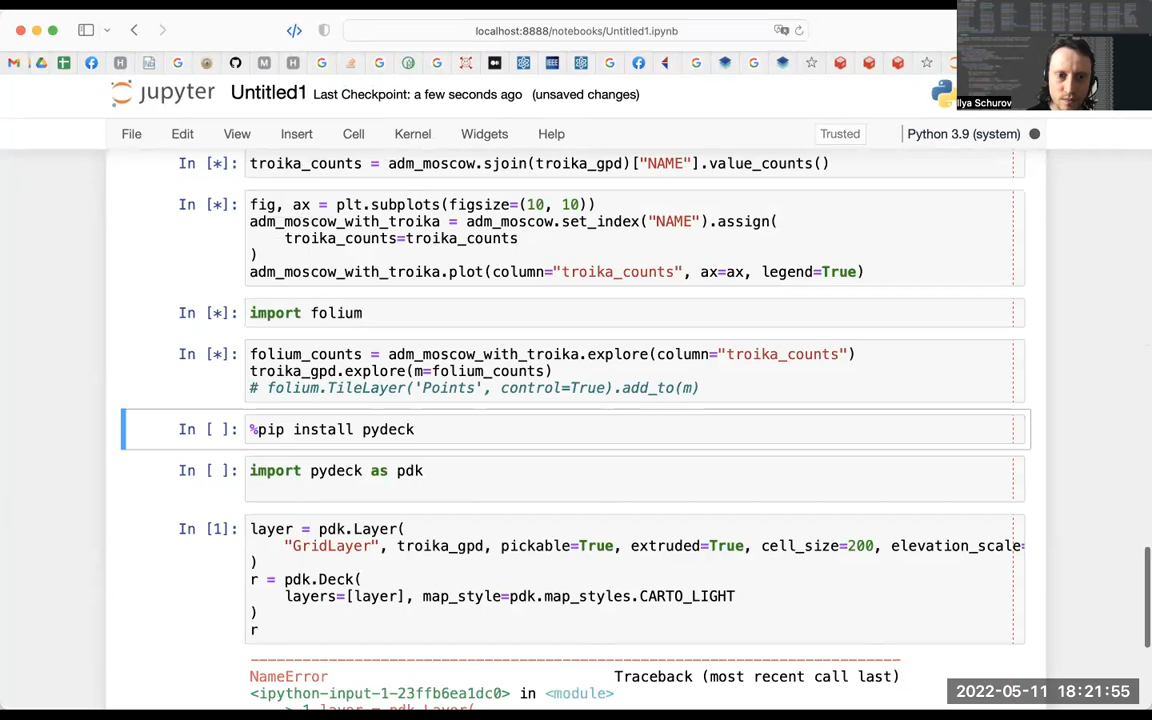 localhost:8888/notebooks/Untitled1.ipynb
jupyter Untitled1 Last Checkpoint: a few seconds ago (unsaved changes)
Ilya Schurov
File Edit View Insert Cell Kernel Widgets Help Trusted Python 3.9 (system)
In [*]: troika_counts = adm_moscow.sjoin(troika_gpd)["NAME"].value_counts()
In [*]: fig, ax = plt.subplots(figsize=(10, 10))
adm_moscow_with_troika = adm_moscow.set_index("NAME").assign(
troika_counts=troika_counts
)
adm_moscow_with_troika.plot(column="troika_counts", ax=ax, legend=True)
In [*]: import folium
In [*]: folium_counts = adm_moscow_with_troika.explore(column="troika_counts")
troika_gpd.explore(m=folium_counts)
# folium.TileLayer('Points', control=True).add_to(m)
In [ ]: %pip install pydeck
In [ ]: import pydeck as pdk
In [1]: layer = pdk.Layer(
"GridLayer", troika_gpd, pickable=True, extruded=True, cell_size=200, elevation_scale=
)
r = pdk.Deck(
layers=[layer], map_style=pdk.map_styles.CARTO_LIGHT
)
r
NameError Traceback (most recent call last)
<ipython-input-1-23ffb6ea1dc0> in <module>
----> 1 layer = pdk.Layer(
2022-05-11 18:21:55